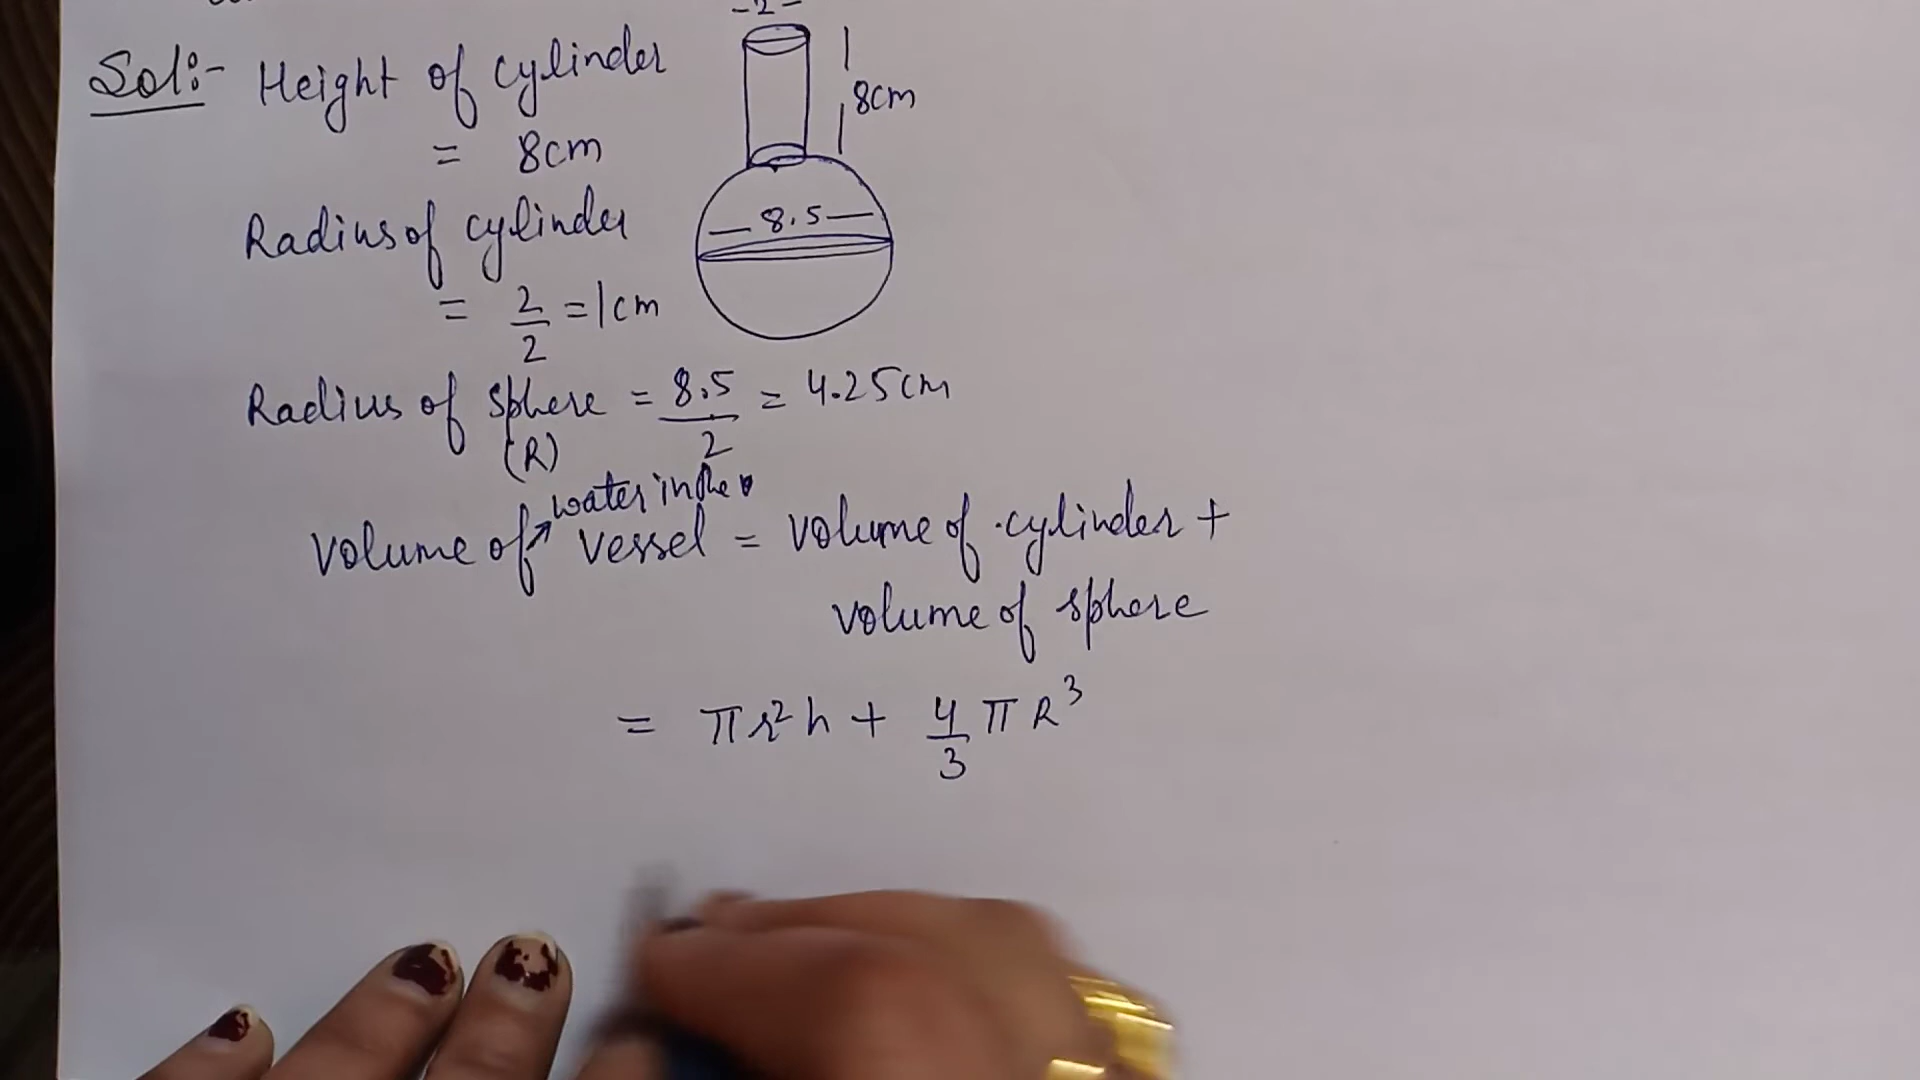 -2-
Sol:- Height of cylinder
= 8cm
8cm
Radius of cylinder
= 2/2 = 1cm
-8.5-
Radius of sphere = 8.5/2 = 4.25cm
(R)
water in the
Volume of vessel = volume of cylinder +
volume of sphere
= πr²h + 4/3 πR³